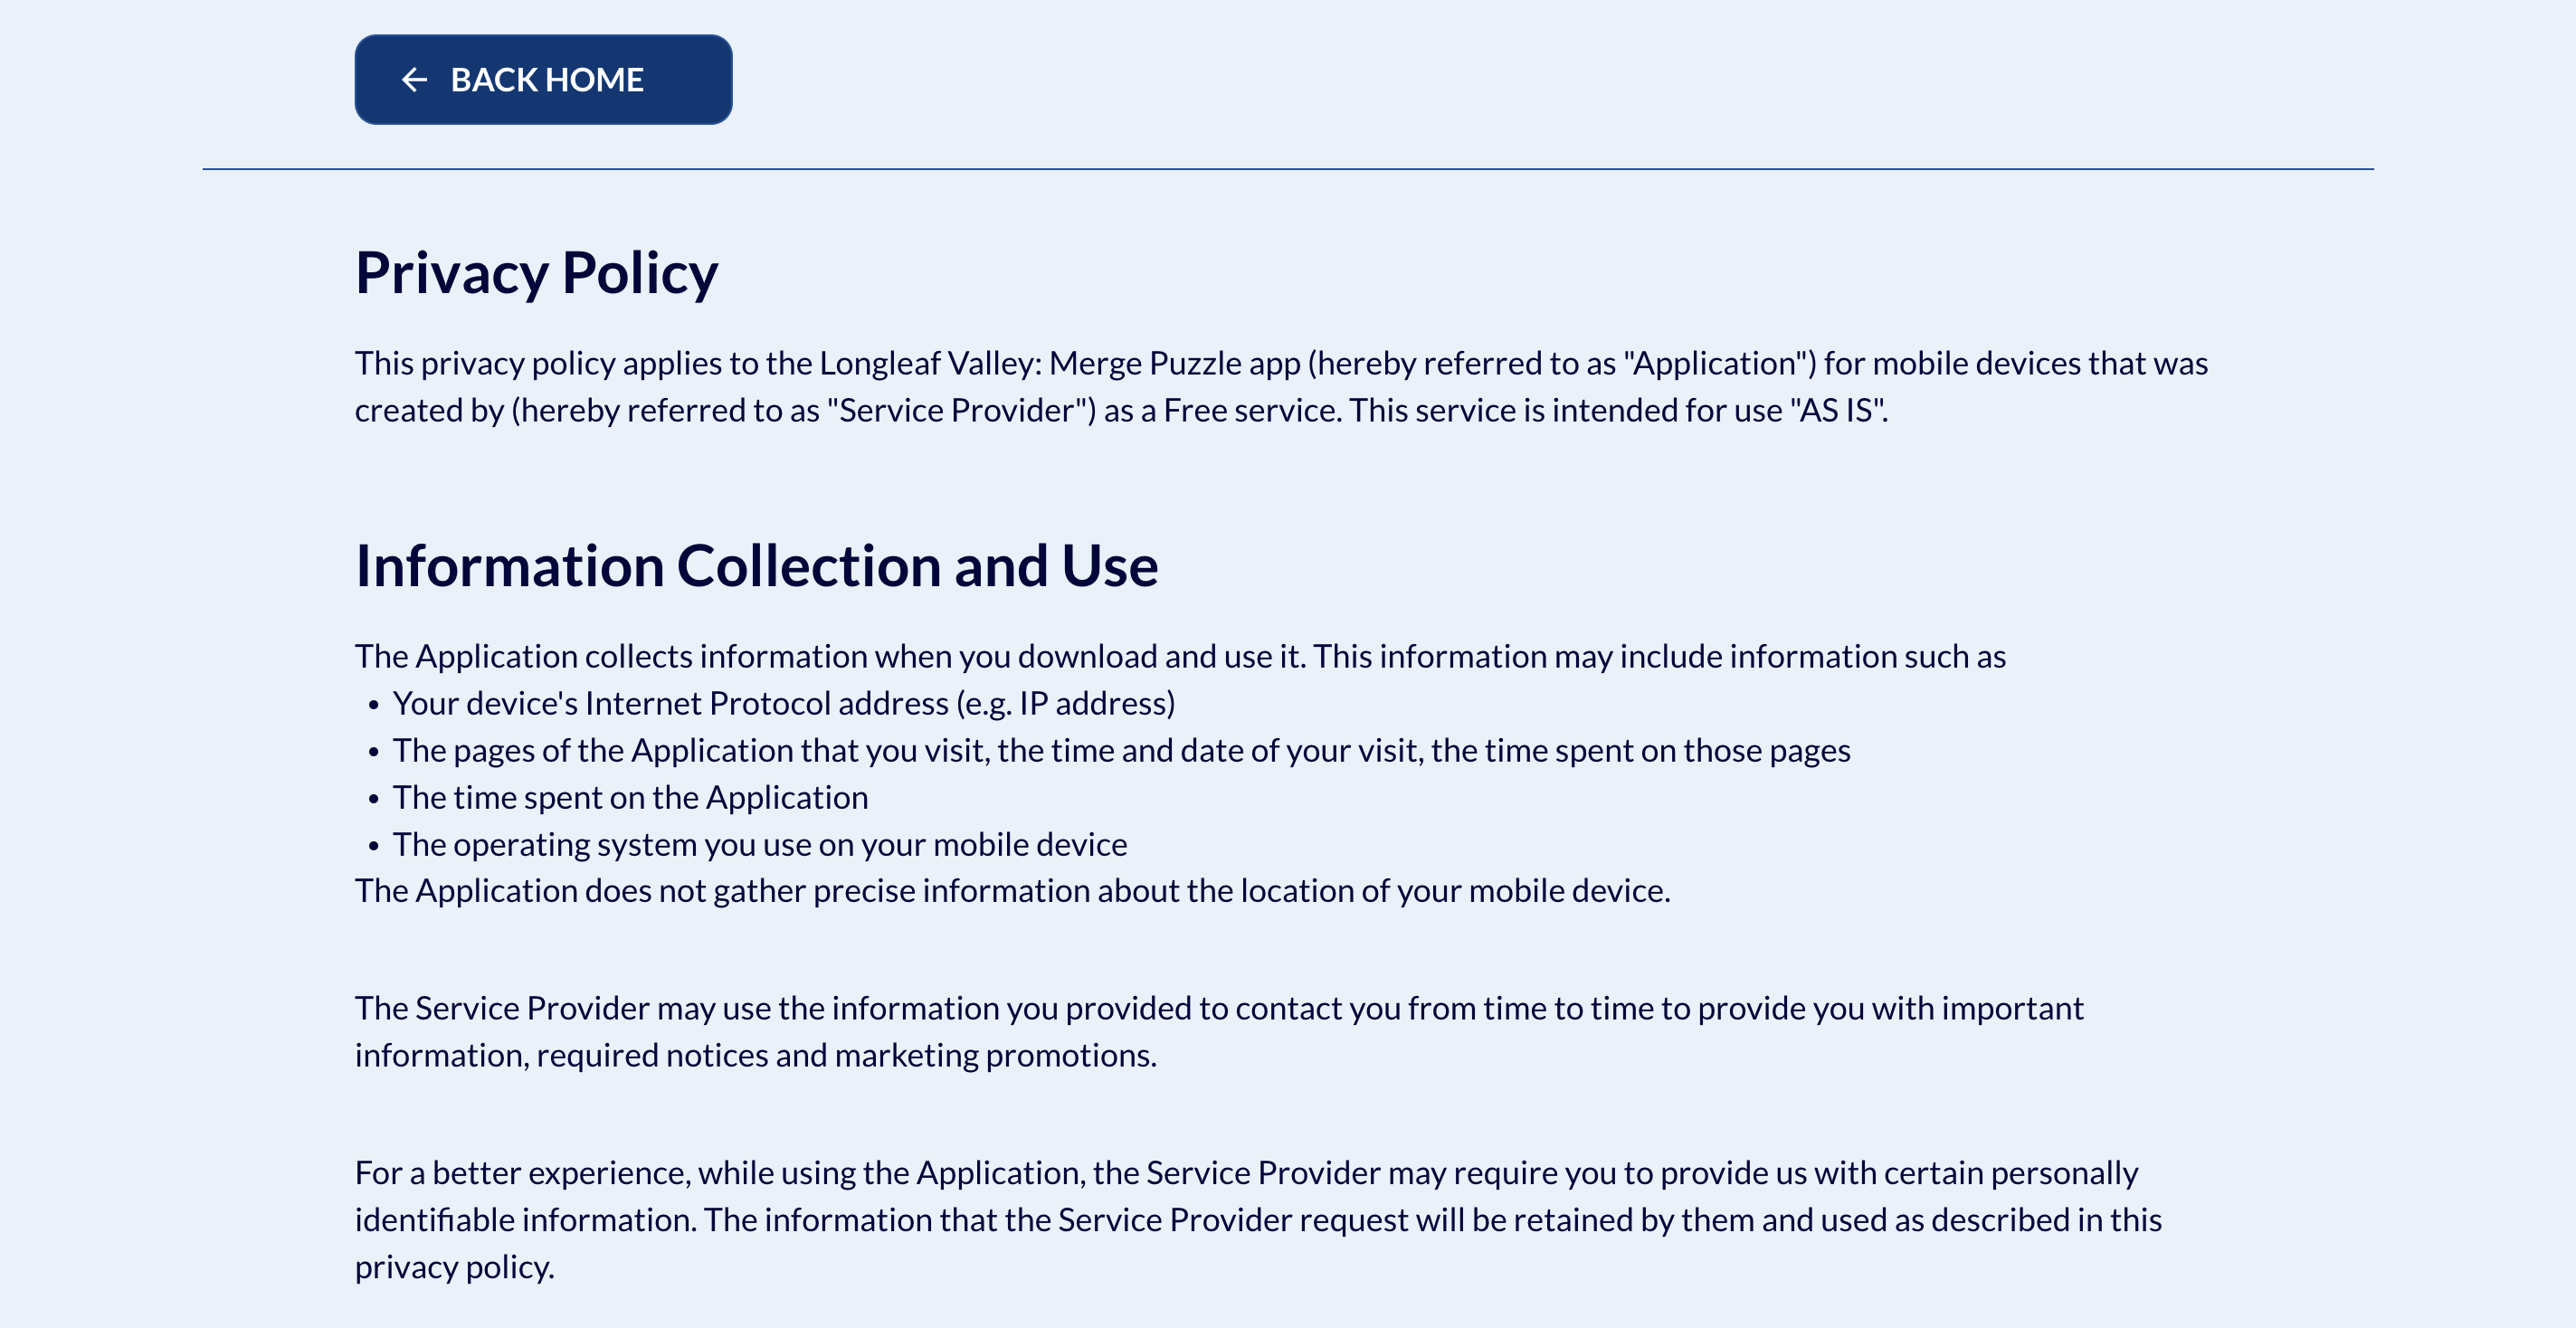 ← BACK HOME
Privacy Policy
This privacy policy applies to the Longleaf Valley: Merge Puzzle app (hereby referred to as "Application") for mobile devices that was
created by (hereby referred to as "Service Provider") as a Free service. This service is intended for use "AS IS".
Information Collection and Use
The Application collects information when you download and use it. This information may include information such as
• Your device's Internet Protocol address (e.g. IP address)
• The pages of the Application that you visit, the time and date of your visit, the time spent on those pages
• The time spent on the Application
• The operating system you use on your mobile device
The Application does not gather precise information about the location of your mobile device.
The Service Provider may use the information you provided to contact you from time to time to provide you with important
information, required notices and marketing promotions.
For a better experience, while using the Application, the Service Provider may require you to provide us with certain personally
identifiable information. The information that the Service Provider request will be retained by them and used as described in this
privacy policy.